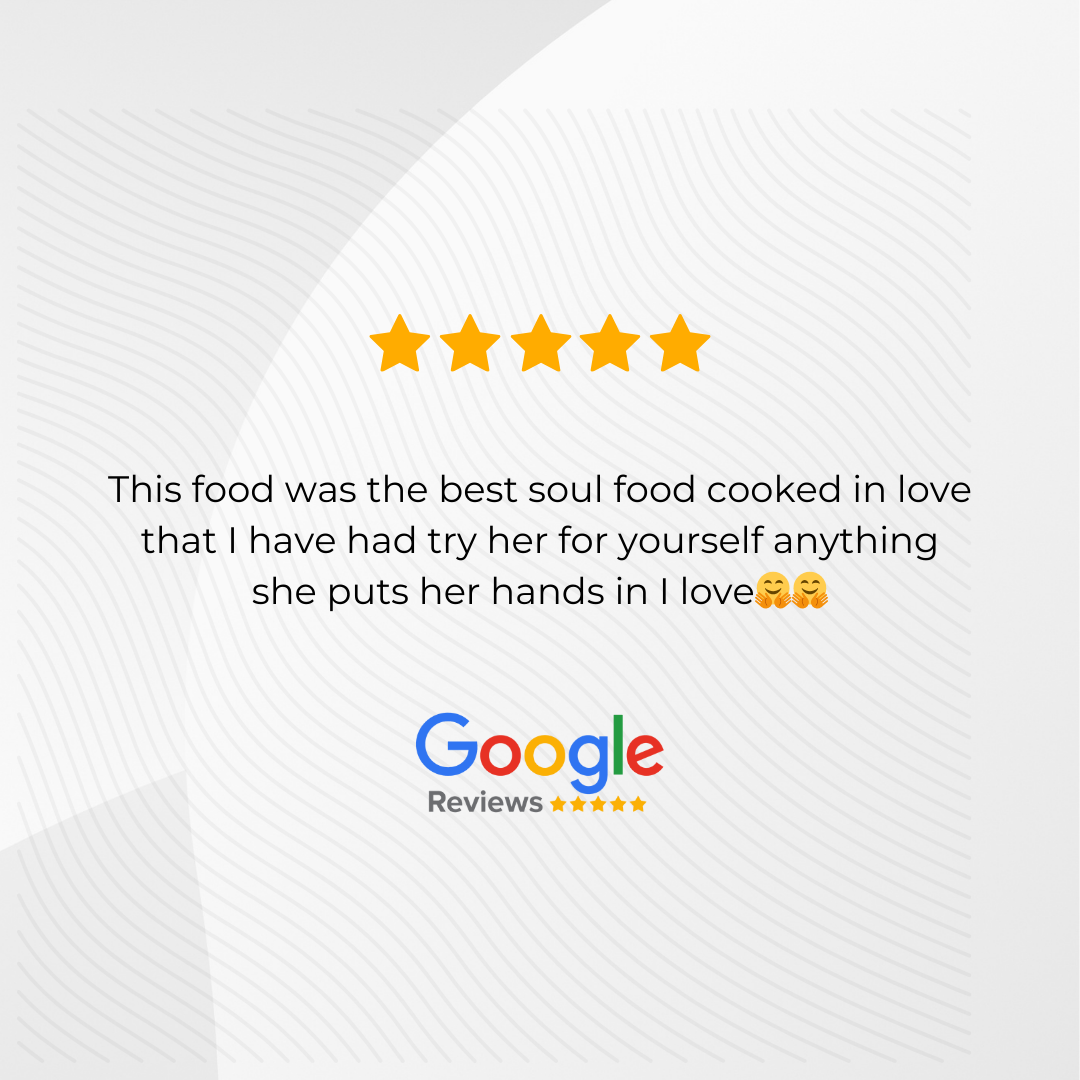 This food was the best soul food cooked in love
that I have had try her for yourself anything
she puts her hands in I love🤗🤗
Google
Reviews